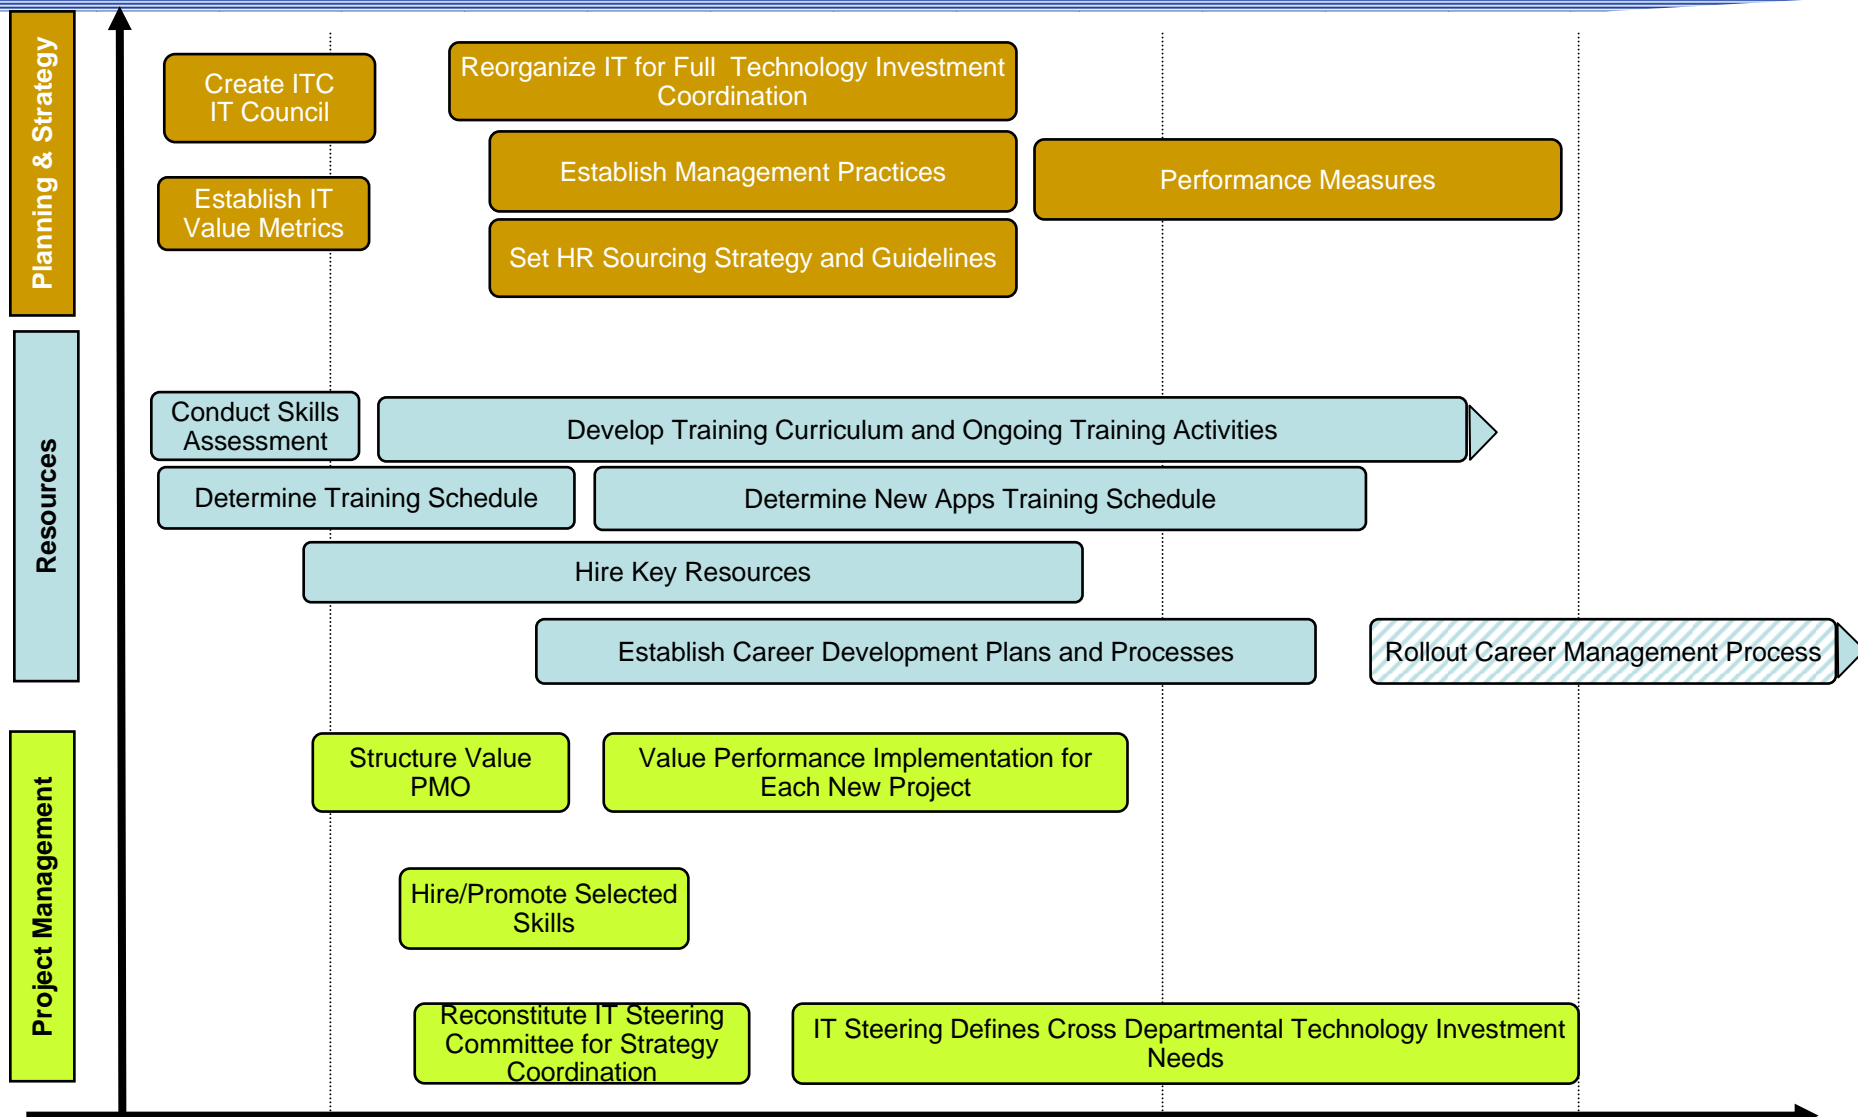 Planning & Strategy
Create ITC
IT Council
Reorganize IT for Full  Technology Investment
Coordination
Establish IT
Value Metrics
Establish Management Practices
Performance Measures
Set HR Sourcing Strategy and Guidelines
Resources
Conduct Skills
Assessment
Develop Training Curriculum and Ongoing Training Activities
Determine Training Schedule
Determine New Apps Training Schedule
Hire Key Resources
Establish Career Development Plans and Processes
Rollout Career Management Process
Project Management
Structure Value
PMO
Value Performance Implementation for
Each New Project
Hire/Promote Selected
Skills
Reconstitute IT Steering
Committee for Strategy
Coordination
IT Steering Defines Cross Departmental Technology Investment
Needs